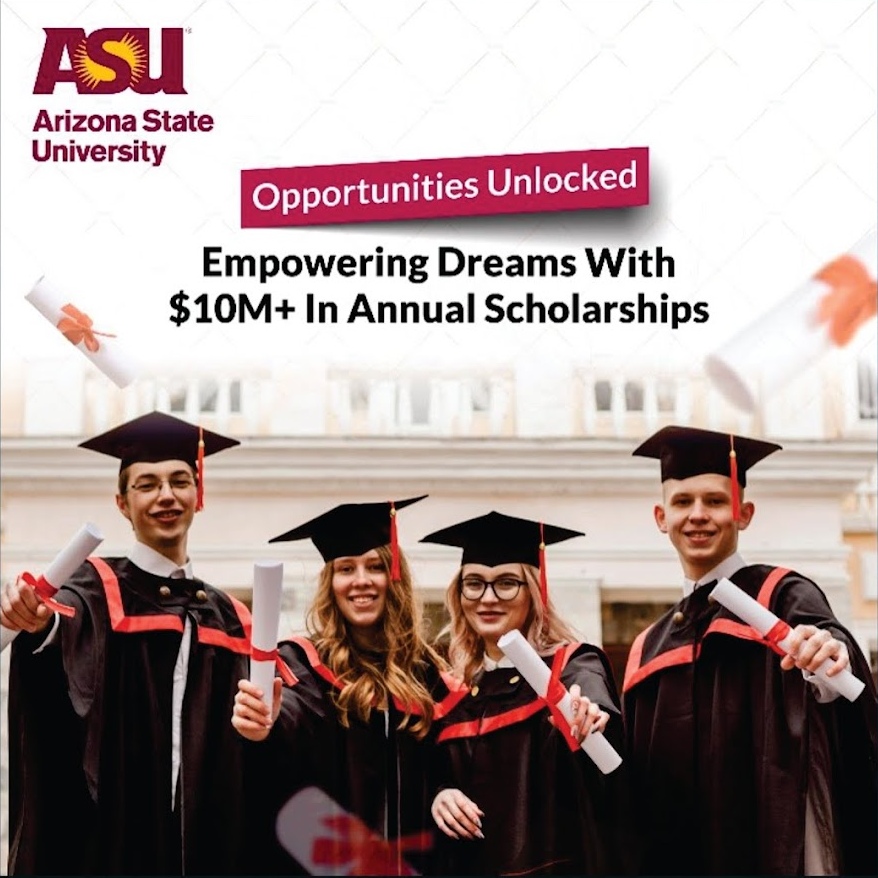 ASU
Arizona State
University
Opportunities Unlocked
Empowering Dreams With
$10M+ In Annual Scholarships